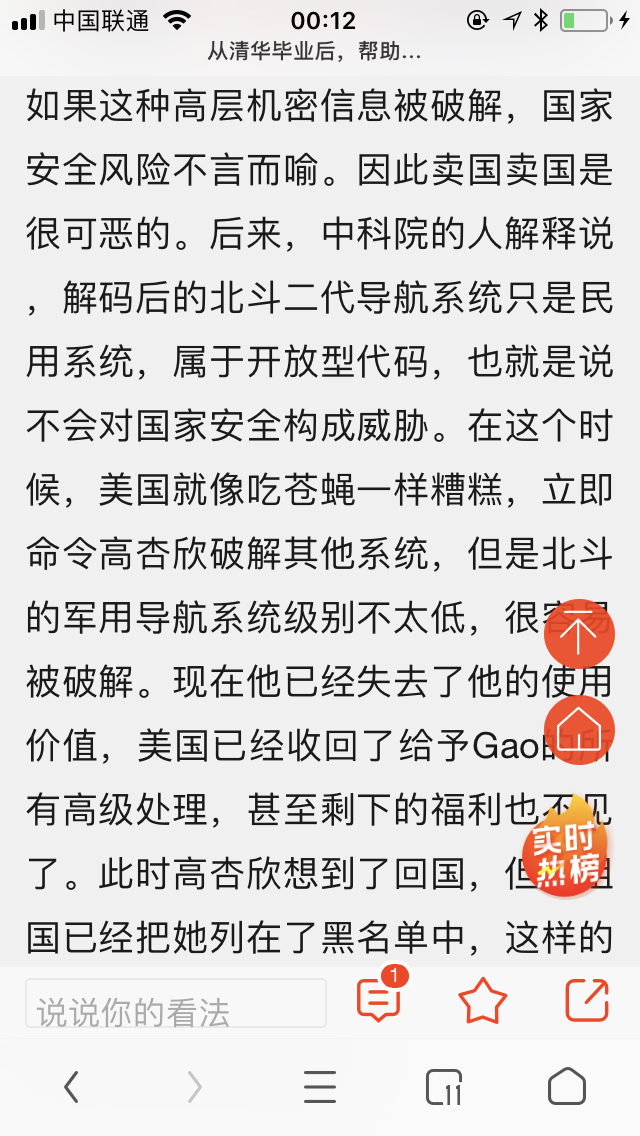 中国联通 00:12
从清华毕业后，帮助...
如果这种高层机密信息被破解，国家
安全风险不言而喻。因此卖国卖国是
很可恶的。后来，中科院的人解释说
，解码后的北斗二代导航系统只是民
用系统，属于开放型代码，也就是说
不会对国家安全构成威胁。在这个时
候，美国就像吃苍蝇一样糟糕，立即
命令高杏欣破解其他系统，但是北斗
的军用导航系统级别不太低，很容易
被破解。现在他已经失去了他的使用
价值，美国已经收回了给予Gao的所
有高级处理，甚至剩下的福利也不见
了。此时高杏欣想到了回国，但祖
国已经把她列在了黑名单中，这样的
实时
热榜
说说你的看法
1
11